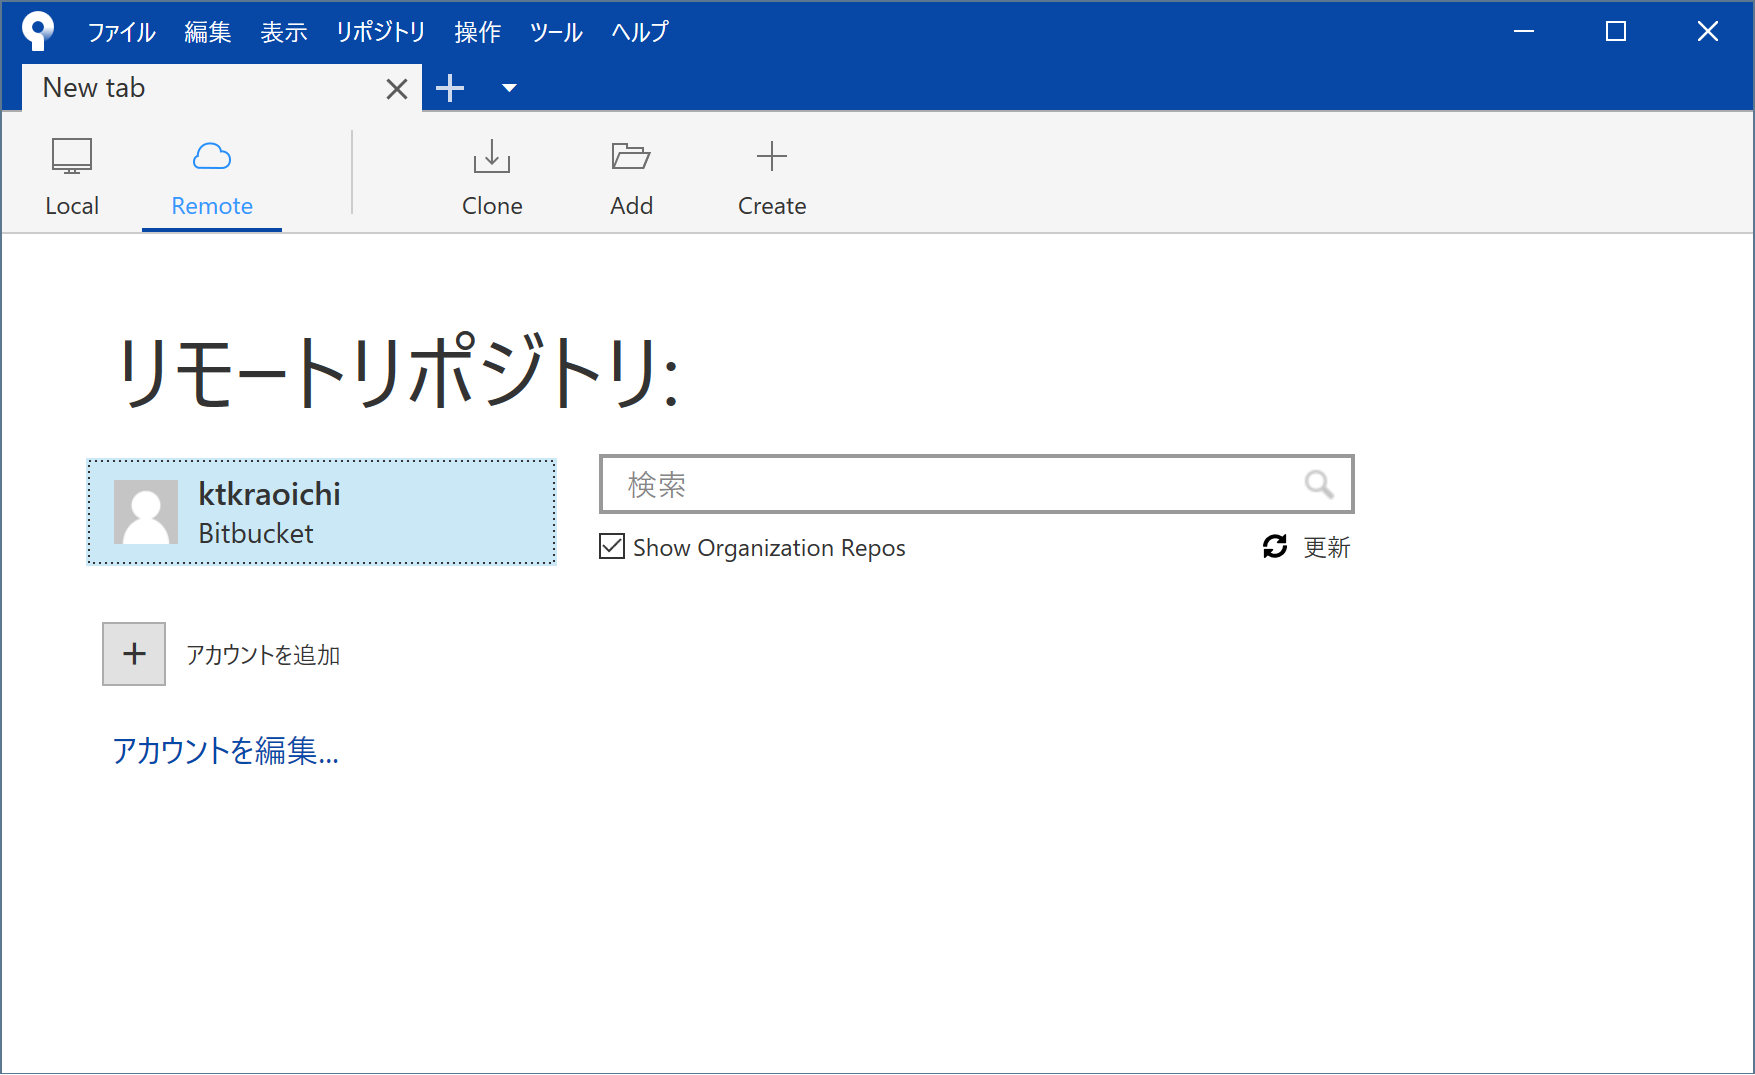 ファイル 編集 表示 リポジトリ 操作 ツール ヘルプ
New tab
Local Remote Clone Add Create
リモートリポジトリ:
ktkraoichi
Bitbucket
検索
Show Organization Repos 更新
アカウントを追加
アカウントを編集...